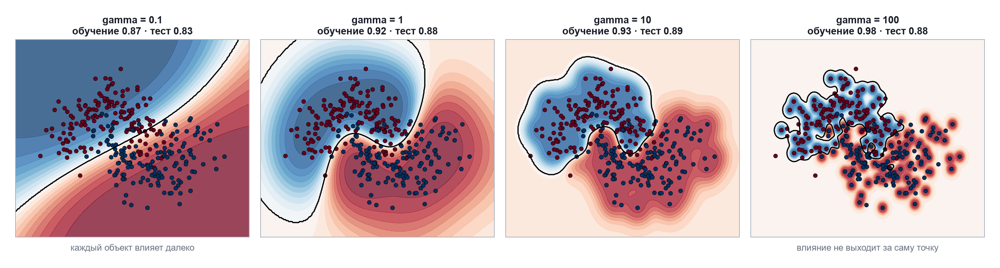 gamma = 0.1
обучение 0.87 · тест 0.83
gamma = 1
обучение 0.92 · тест 0.88
gamma = 10
обучение 0.93 · тест 0.89
gamma = 100
обучение 0.98 · тест 0.88
каждый объект влияет далеко
влияние не выходит за саму точку